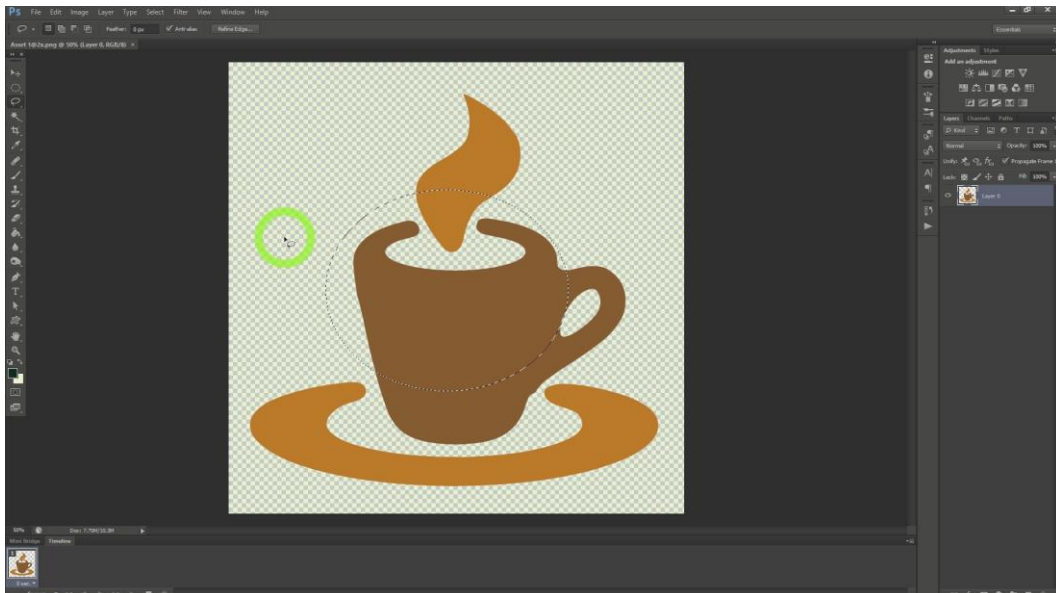 Ps File Edit Image Layer Type Select Filter View Window Help
Feather: 0 px Anti-alias Refine Edge... Essentials
Asset 1@2x.png @ 50% (Layer 0, RGB/8) ×
Adjustments Styles
Add an adjustment
Layers Channels Paths
Kind
Normal Opacity: 100%
Unify: Propagate Frame 1
Lock: Fill: 100%
Layer 0
50% Doc: 7.79M/10.3M
Mini Bridge Timeline
1
0 sec.